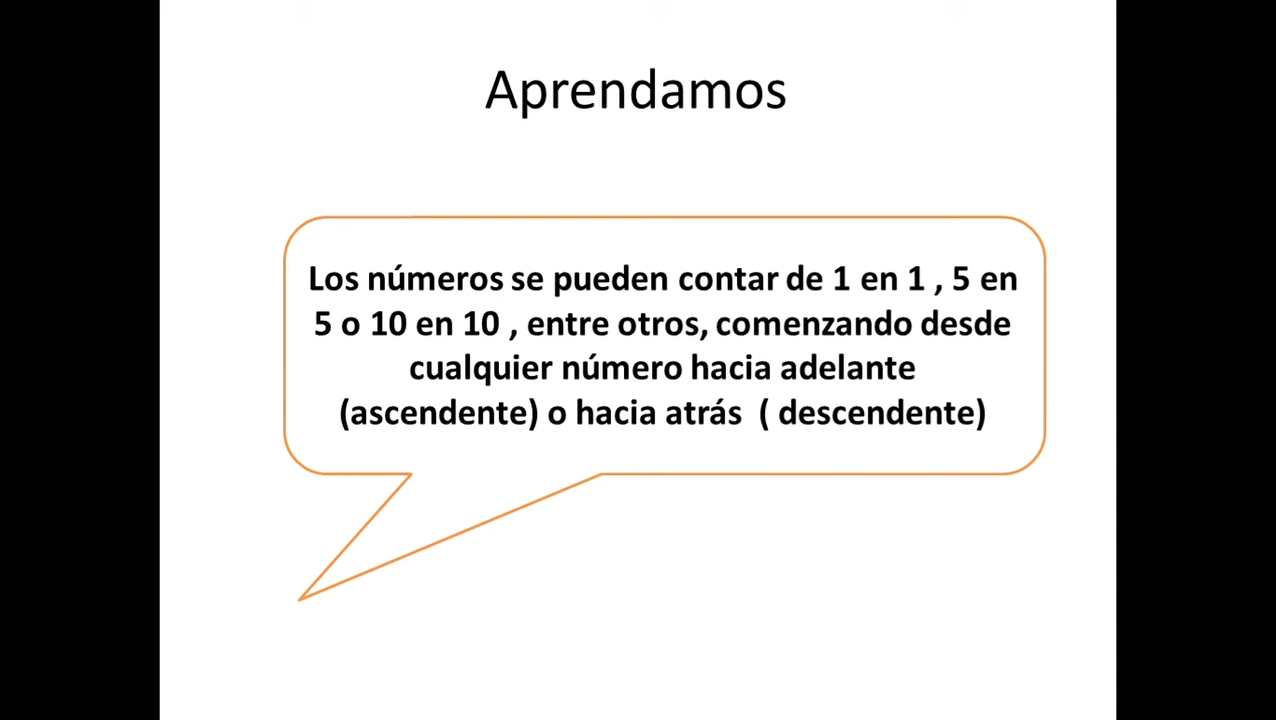 Aprendamos
Los números se pueden contar de 1 en 1 , 5 en
5 o 10 en 10 , entre otros, comenzando desde
cualquier número hacia adelante
(ascendente) o hacia atrás  ( descendente)